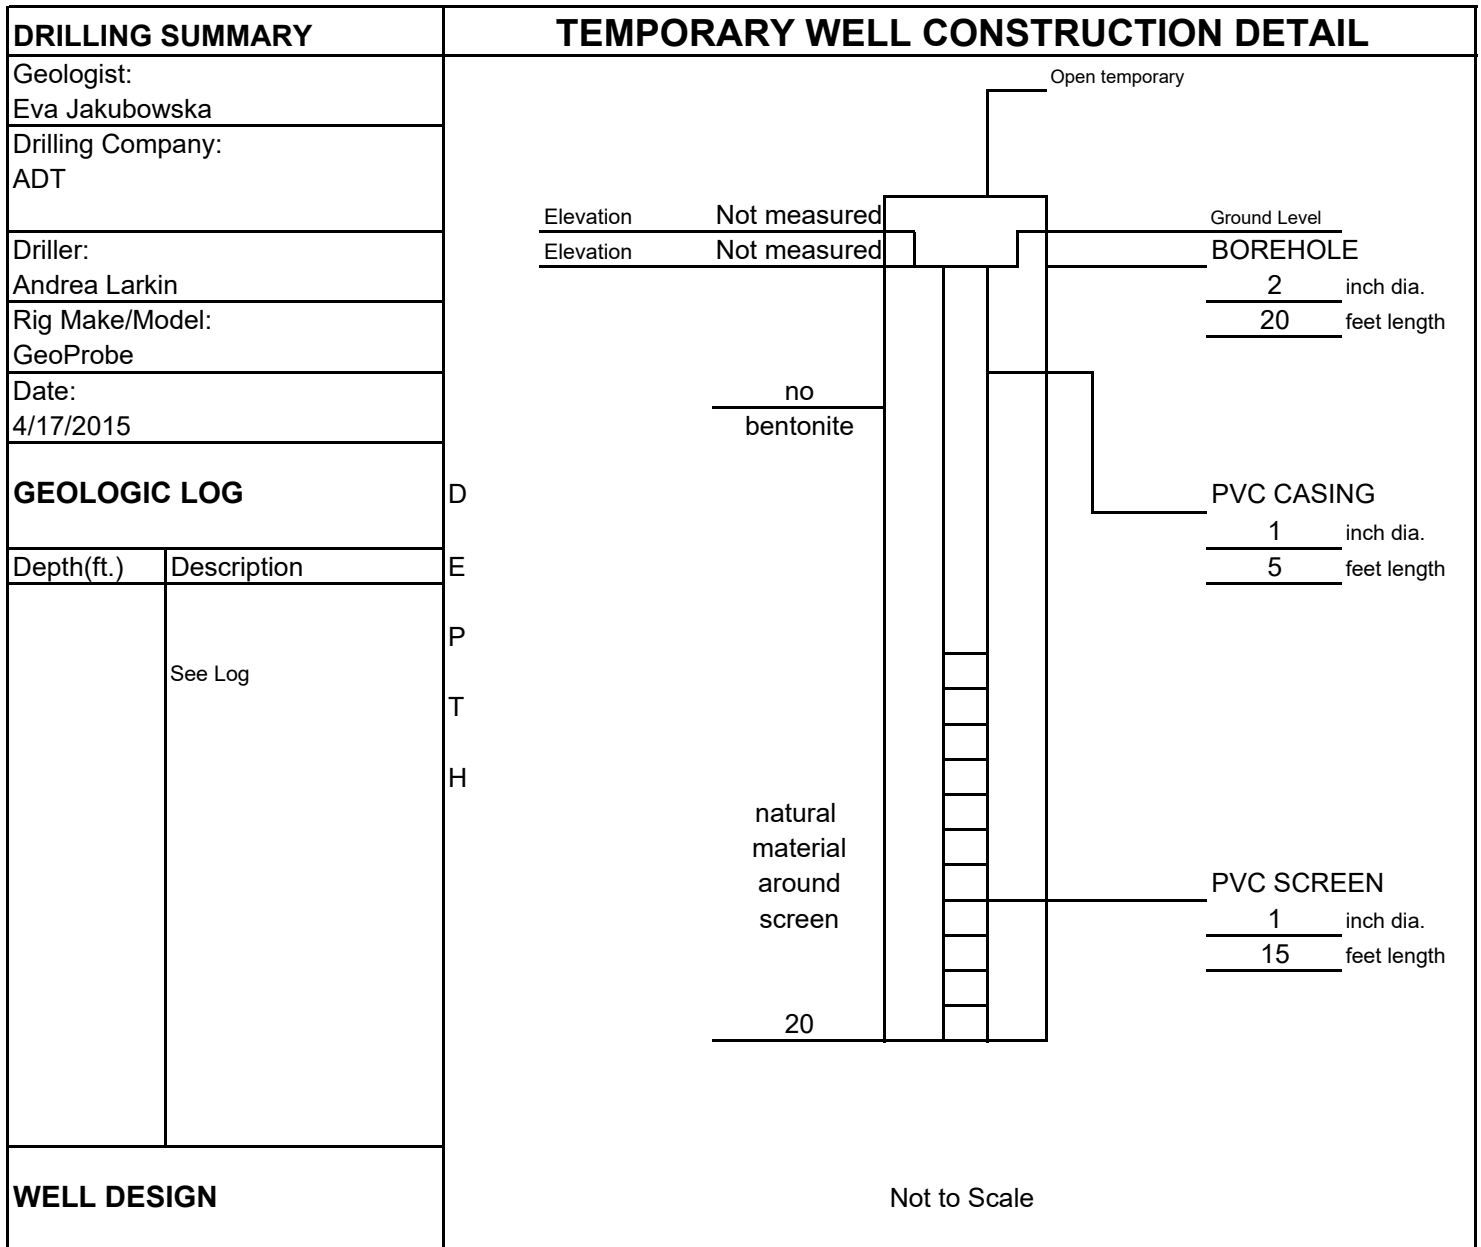 DRILLING SUMMARY
TEMPORARY WELL CONSTRUCTION DETAIL
Geologist:
Eva Jakubowska
Drilling Company:
ADT
Driller:
Andrea Larkin
Rig Make/Model:
GeoProbe
Date:
4/17/2015
GEOLOGIC LOG
Depth(ft.) Description
See Log
WELL DESIGN
Open temporary
Elevation Not measured
Elevation Not measured
Ground Level
BOREHOLE
2 inch dia.
20 feet length
no
bentonite
D
E
P
T
H
PVC CASING
1 inch dia.
5 feet length
natural
material
around
screen
PVC SCREEN
1 inch dia.
15 feet length
20
Not to Scale